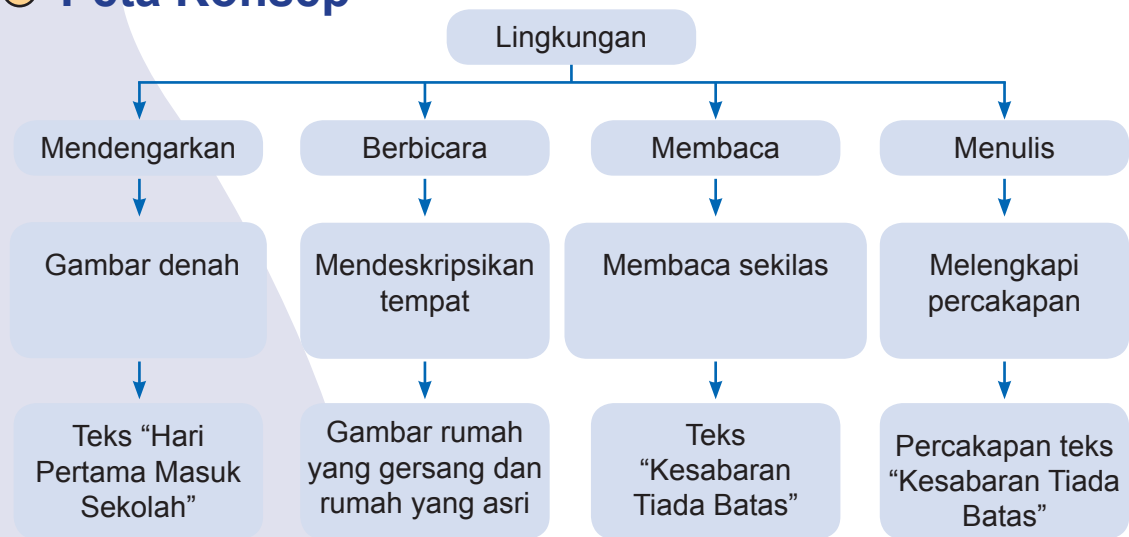 Peta Konsep
Lingkungan
Mendengarkan
Berbicara
Membaca
Menulis
Gambar denah
Mendeskripsikan
tempat
Membaca sekilas
Melengkapi
percakapan
Teks “Hari
Pertama Masuk
Sekolah”
Gambar rumah
yang gersang dan
rumah yang asri
Teks
“Kesabaran
Tiada Batas”
Percakapan teks
“Kesabaran Tiada
Batas”